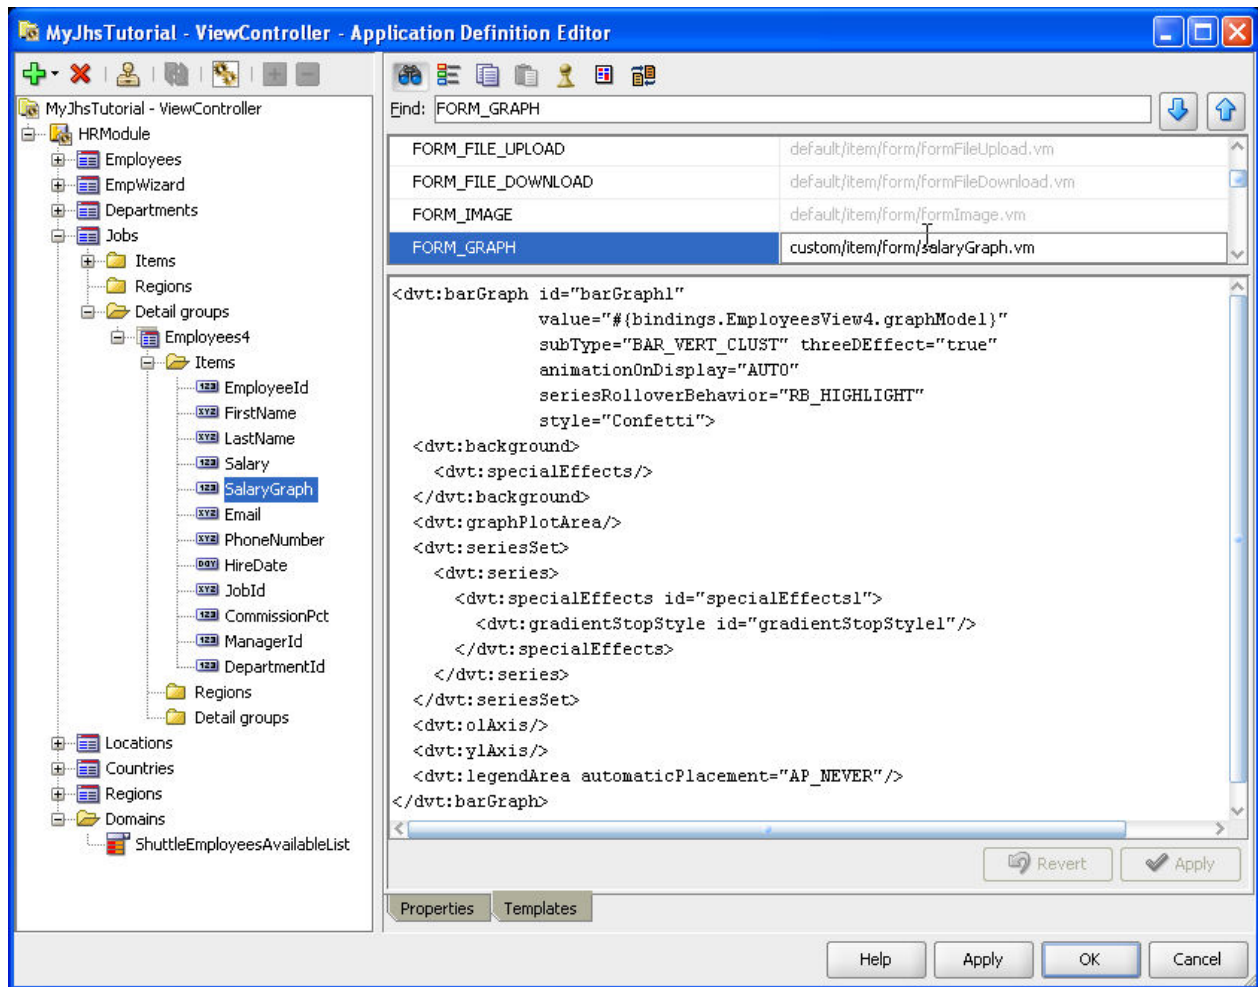 MyJhsTutorial - ViewController - Application Definition Editor
MyJhsTutorial - ViewController
HRModule
Employees
EmpWizard
Departments
Jobs
Items
Regions
Detail groups
Employees4
Items
EmployeeId
FirstName
LastName
Salary
SalaryGraph
Email
PhoneNumber
HireDate
JobId
CommissionPct
ManagerId
DepartmentId
Regions
Detail groups
Locations
Countries
Regions
Domains
ShuttleEmployeesAvailableList
Find: FORM_GRAPH
FORM_FILE_UPLOAD default/item/form/formFileUpload.vm
FORM_FILE_DOWNLOAD default/item/form/formFileDownload.vm
FORM_IMAGE default/item/form/formImage.vm
FORM_GRAPH custom/item/form/salaryGraph.vm
<dvt:barGraph id="barGraph1"
value="#{bindings.EmployeesView4.graphModel}"
subType="BAR_VERT_CLUST" threeDEffect="true"
animationOnDisplay="AUTO"
seriesRolloverBehavior="RB_HIGHLIGHT"
style="Confetti">
<dvt:background>
<dvt:specialEffects/>
</dvt:background>
<dvt:graphPlotArea/>
<dvt:seriesSet>
<dvt:series>
<dvt:specialEffects id="specialEffects1">
<dvt:gradientStopStyle id="gradientStopStyle1"/>
</dvt:specialEffects>
</dvt:series>
</dvt:seriesSet>
<dvt:o1Axis/>
<dvt:y1Axis/>
<dvt:legendArea automaticPlacement="AP_NEVER"/>
</dvt:barGraph>
Revert Apply
Properties Templates
Help Apply OK Cancel